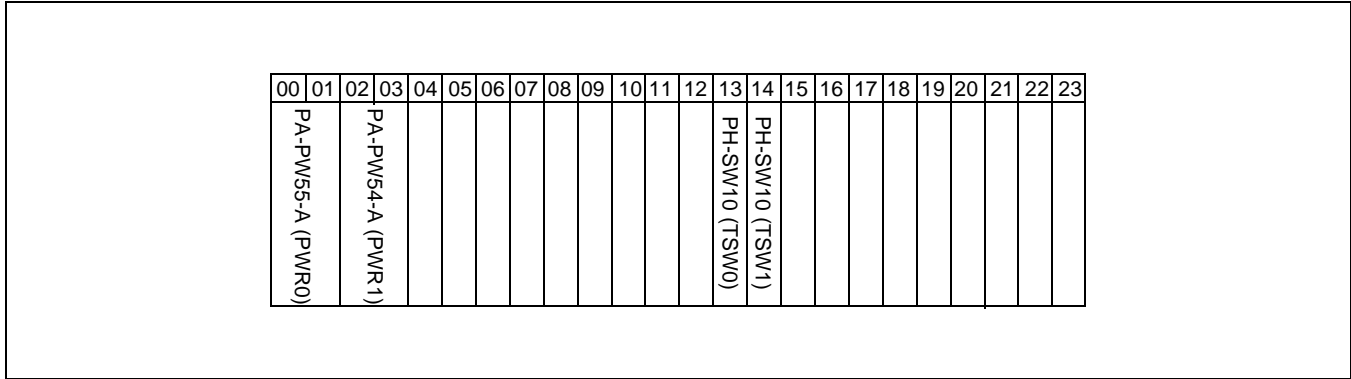 00 01 02 03 04 05 06 07 08 09 10 11 12 13 14 15 16 17 18 19 20 21 22 23
PA-PW55-A (PWR0)
PA-PW54-A (PWR1)
PH-SW10 (TSW0)
PH-SW10 (TSW1)